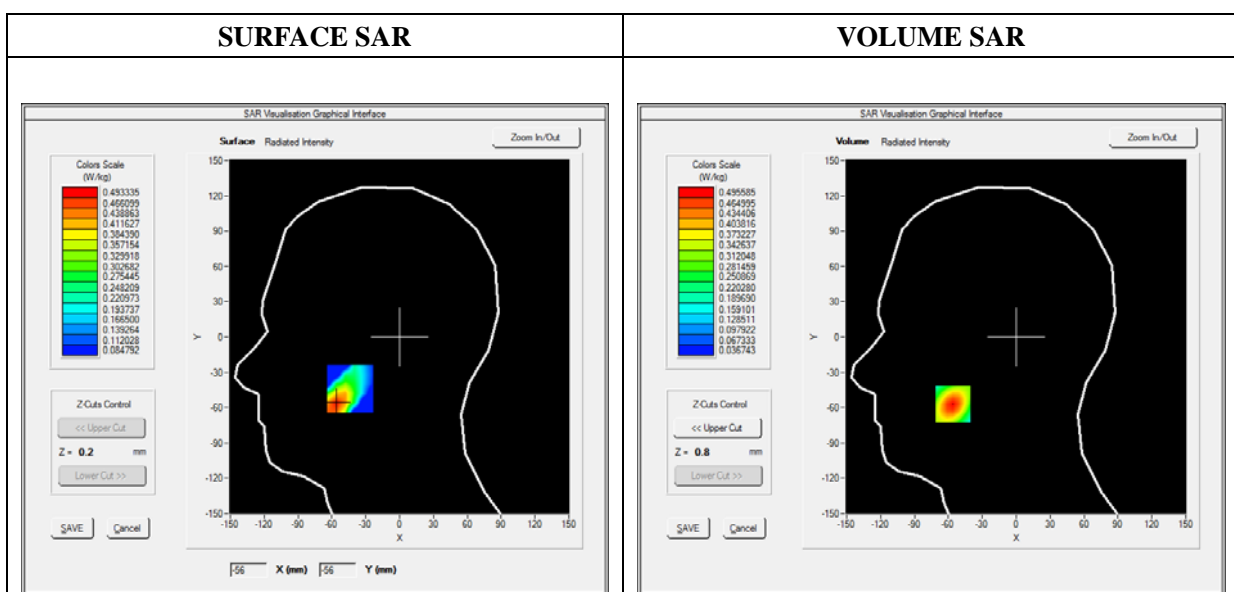 SURFACE SAR
SAR Visualisation Graphical Interface
Surface Radiated Intensity
Zoom In/Out
Colors Scale
(W/kg)
0.493335
0.466099
0.438863
0.411627
0.384390
0.357154
0.329918
0.302682
0.275445
0.248209
0.220973
0.193737
0.166500
0.139264
0.112028
0.084792
Z-Cuts Control
<< Upper Cut
Z = 0.2 mm
Lower Cut >>
SAVE Cancel
150
120
90
60
30
Y 0
-30
-60
-90
-120
-150
-150 -120 -90 -60 -30 0 30 60 90 120 150
X
-56 X (mm) -56 Y (mm)
VOLUME SAR
SAR Visualisation Graphical Interface
Volume Radiated Intensity
Zoom In/Out
Colors Scale
(W/kg)
0.495585
0.464995
0.434406
0.403816
0.373227
0.342637
0.312048
0.281459
0.250869
0.220280
0.189690
0.159101
0.128511
0.097922
0.067333
0.036743
Z-Cuts Control
<< Upper Cut
Z = 0.8 mm
Lower Cut >>
SAVE Cancel
150
120
90
60
30
Y 0
-30
-60
-90
-120
-150
-150 -120 -90 -60 -30 0 30 60 90 120 150
X